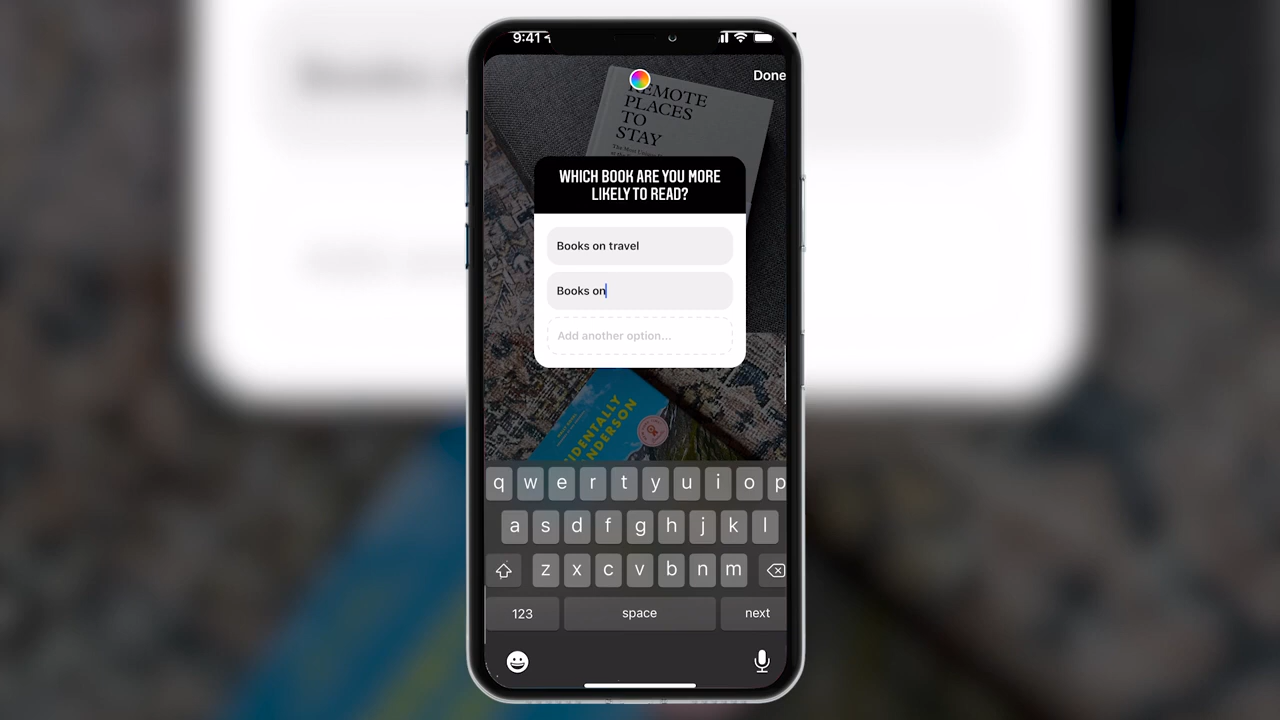 9:41
Done
REMOTE
PLACES
TO
STAY
WHICH BOOK ARE YOU MORE
LIKELY TO READ?
Books on travel
Books on
Add another option...
q w e r t y u i o p
a s d f g h j k l
z x c v b n m
123 space next